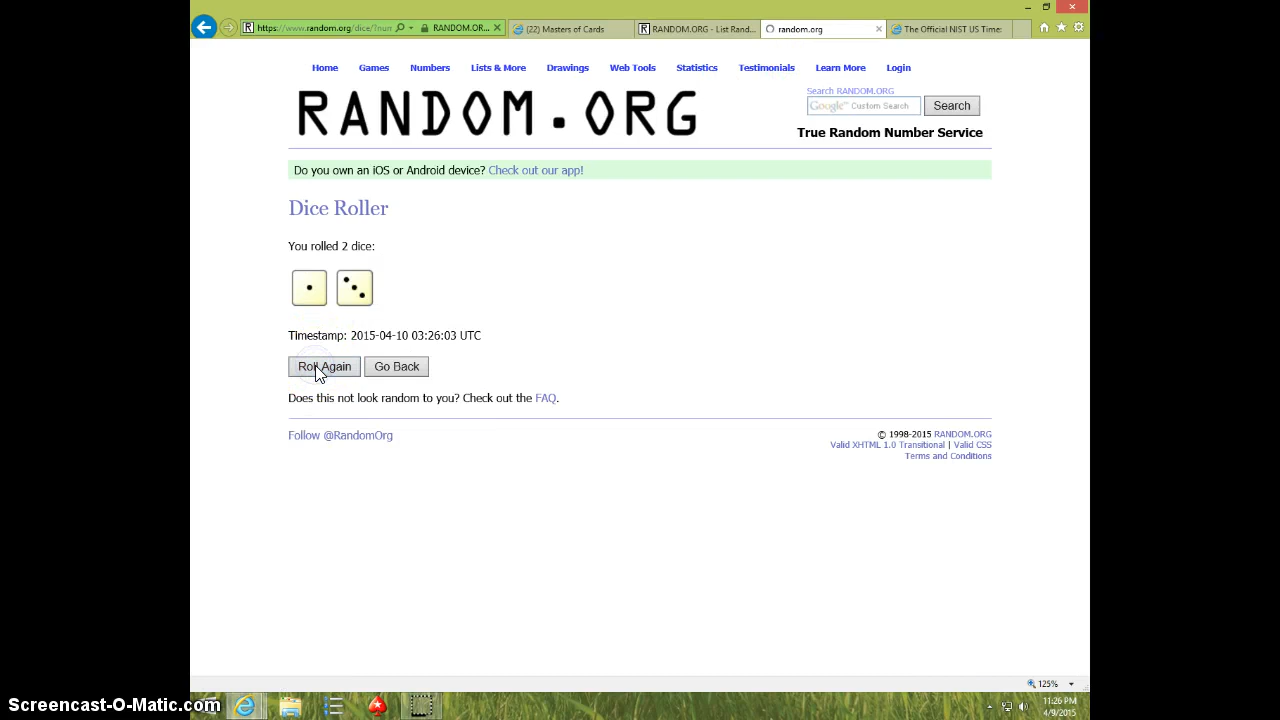 https://www.random.org/dice/?num
RANDOM.OR...
(22) Masters of Cards
RANDOM.ORG - List Rand...
random.org
The Official NIST US Time:
Home Games Numbers Lists & More Drawings Web Tools Statistics Testimonials Learn More Login
RANDOM.ORG
Search RANDOM.ORG
Google™ Custom Search
Search
True Random Number Service
Do you own an iOS or Android device? Check out our app!
Dice Roller
You rolled 2 dice:
Timestamp: 2015-04-10 03:26:03 UTC
Roll Again
Go Back
Does this not look random to you? Check out the FAQ.
Follow @RandomOrg
© 1998-2015 RANDOM.ORG
Valid XHTML 1.0 Transitional | Valid CSS
Terms and Conditions
125%
Screencast-O-Matic.com
11:26 PM
4/9/2015